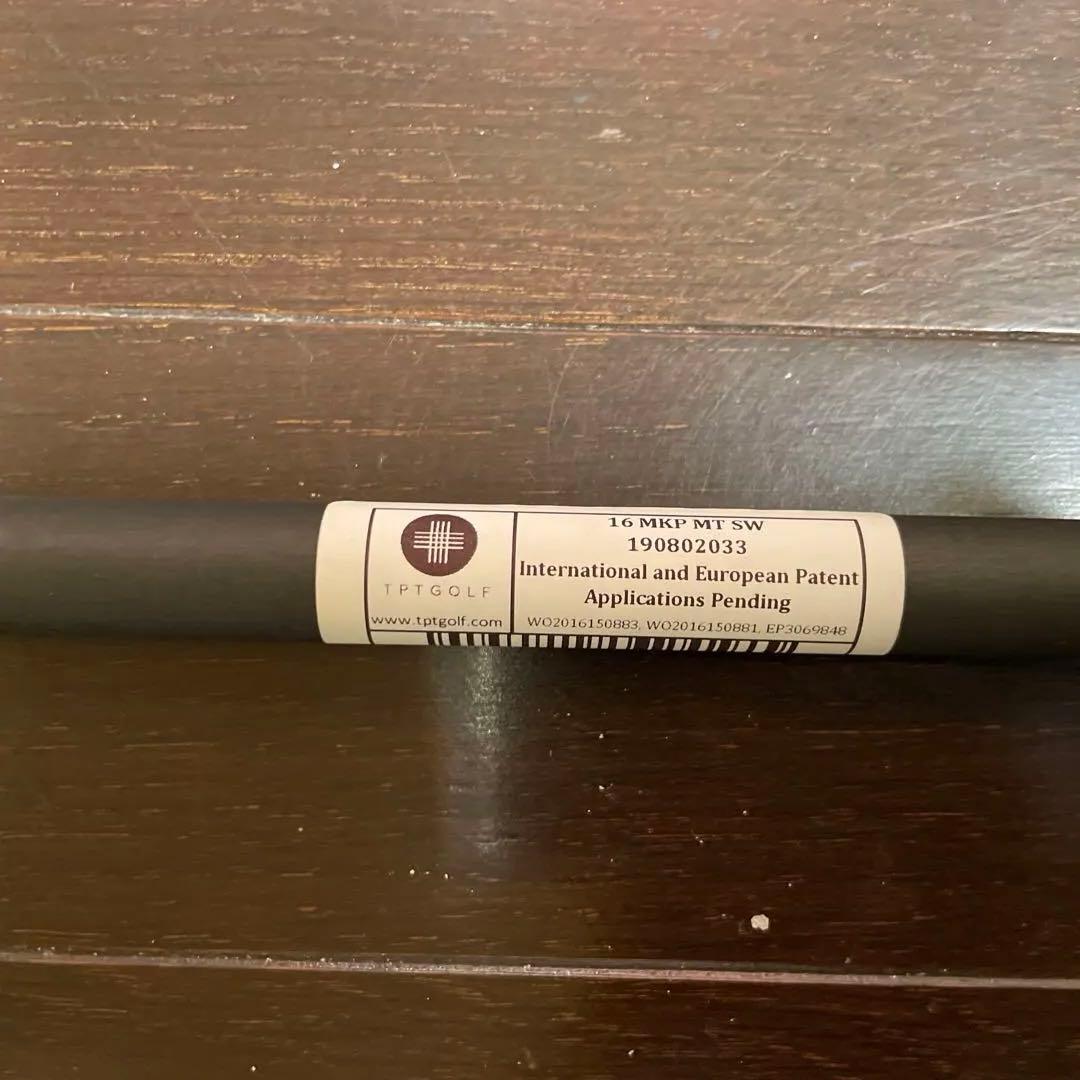 TPTGOLF
www.tptgolf.com
16 MKP MT SW
190802033
International and European Patent
Applications Pending
WO2016150883, WO2016150881, EP3069848